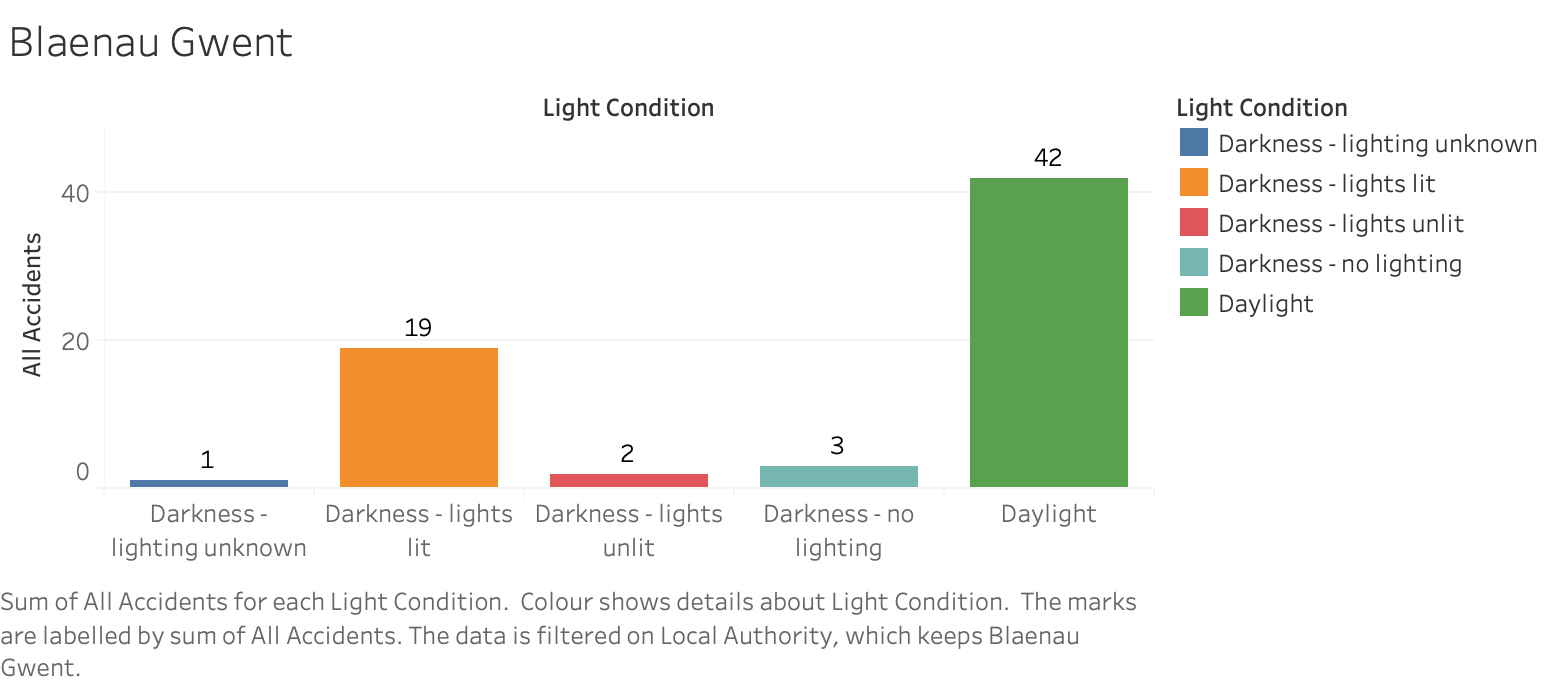 Blaenau Gwent
Light Condition
All Accidents
40
20
0
1
19
2
3
42
Darkness -
lighting unknown
Darkness - lights
lit
Darkness - lights
unlit
Darkness - no
lighting
Daylight
Light Condition
Darkness - lighting unknown
Darkness - lights lit
Darkness - lights unlit
Darkness - no lighting
Daylight
Sum of All Accidents for each Light Condition.  Colour shows details about Light Condition.  The marks
are labelled by sum of All Accidents. The data is filtered on Local Authority, which keeps Blaenau
Gwent.